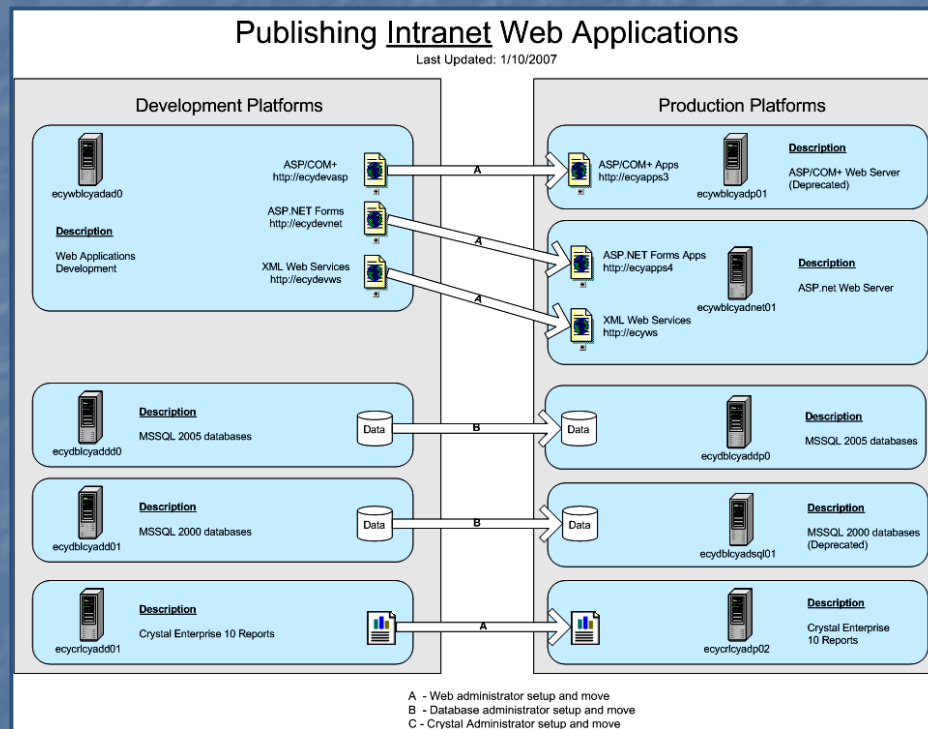 Publishing Intranet Web Applications
Last Updated: 1/10/2007
Development Platforms
ecywblcyadad0
Description
Web Applications
Development
ASP/COM+
http://ecydevasp
ASP.NET Forms
http://ecydevnet
XML Web Services
http://ecydevws
A
A
A
Production Platforms
ASP/COM+ Apps
http://ecyapps3
ecywblcyadp01
Description
ASP/COM+ Web Server
(Deprecated)
ASP.NET Forms Apps
http://ecyapps4
XML Web Services
http://ecyws
ecywblcyadnet01
Description
ASP.net Web Server
ecydblcyaddd0
Description
MSSQL 2005 databases
Data
B
Data
ecydblcyaddp0
Description
MSSQL 2005 databases
ecydblcyadd01
Description
MSSQL 2000 databases
Data
B
Data
ecydblcyadsql01
Description
MSSQL 2000 databases
(Deprecated)
ecycrlcyadd01
Description
Crystal Enterprise 10 Reports
A
ecycrlcyadp02
Description
Crystal Enterprise
10 Reports
A - Web administrator setup and move
B - Database administrator setup and move
C - Crystal Administrator setup and move